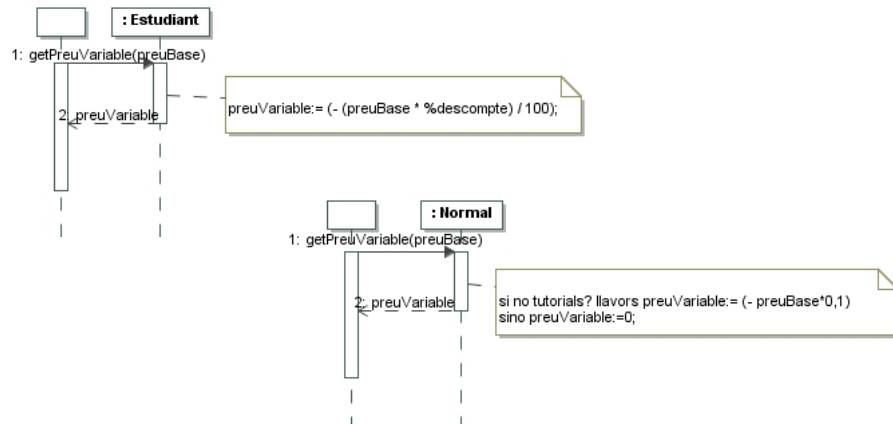 : Estudiant
1: getPreuVariable(preuBase)
preuVariable:= (- (preuBase * %descompte) / 100);
2: preuVariable
: Normal
1: getPreuVariable(preuBase)
si no tutorials? llavors preuVariable:= (- preuBase*0,1)
sino preuVariable:=0;
2: preuVariable